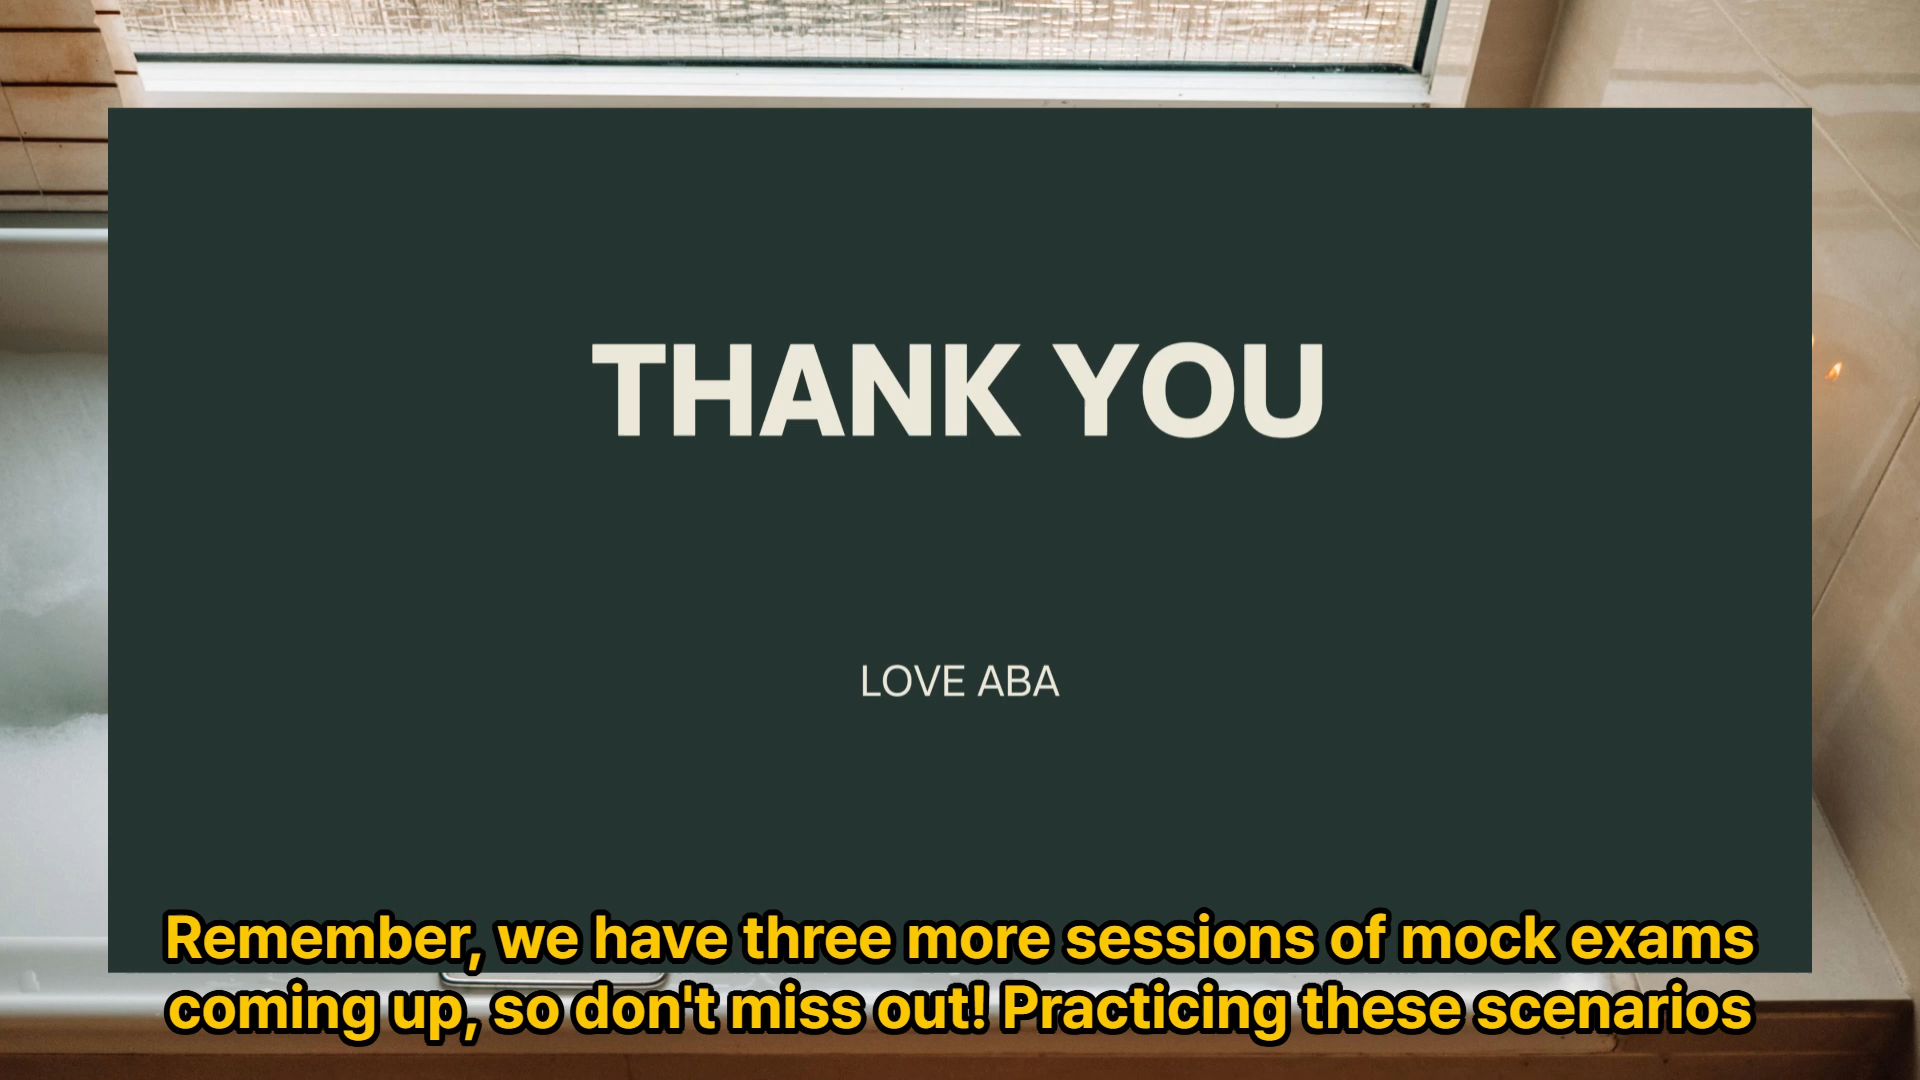 THANK YOU
LOVE ABA
Remember, we have three more sessions of mock exams
coming up, so don't miss out! Practicing these scenarios